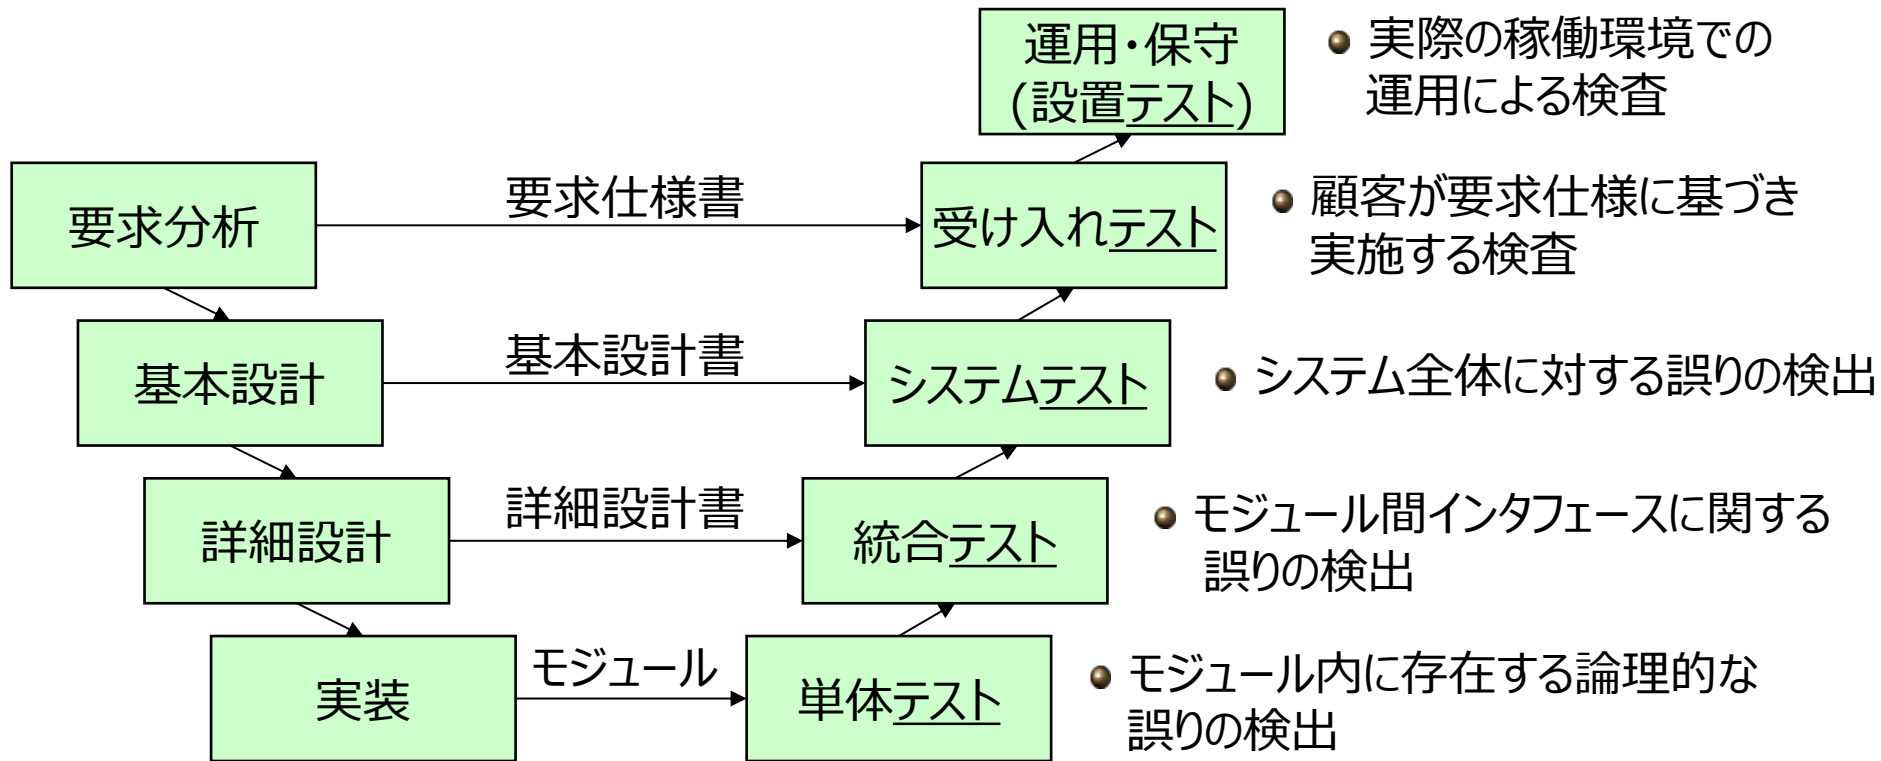 運用・保守
(設置テスト)
実際の稼働環境での
運用による検査
要求分析
要求仕様書
受け入れテスト
顧客が要求仕様に基づき
実施する検査
基本設計
基本設計書
システムテスト
システム全体に対する誤りの検出
詳細設計
詳細設計書
統合テスト
モジュール間インタフェースに関する
誤りの検出
実装
モジュール
単体テスト
モジュール内に存在する論理的な
誤りの検出